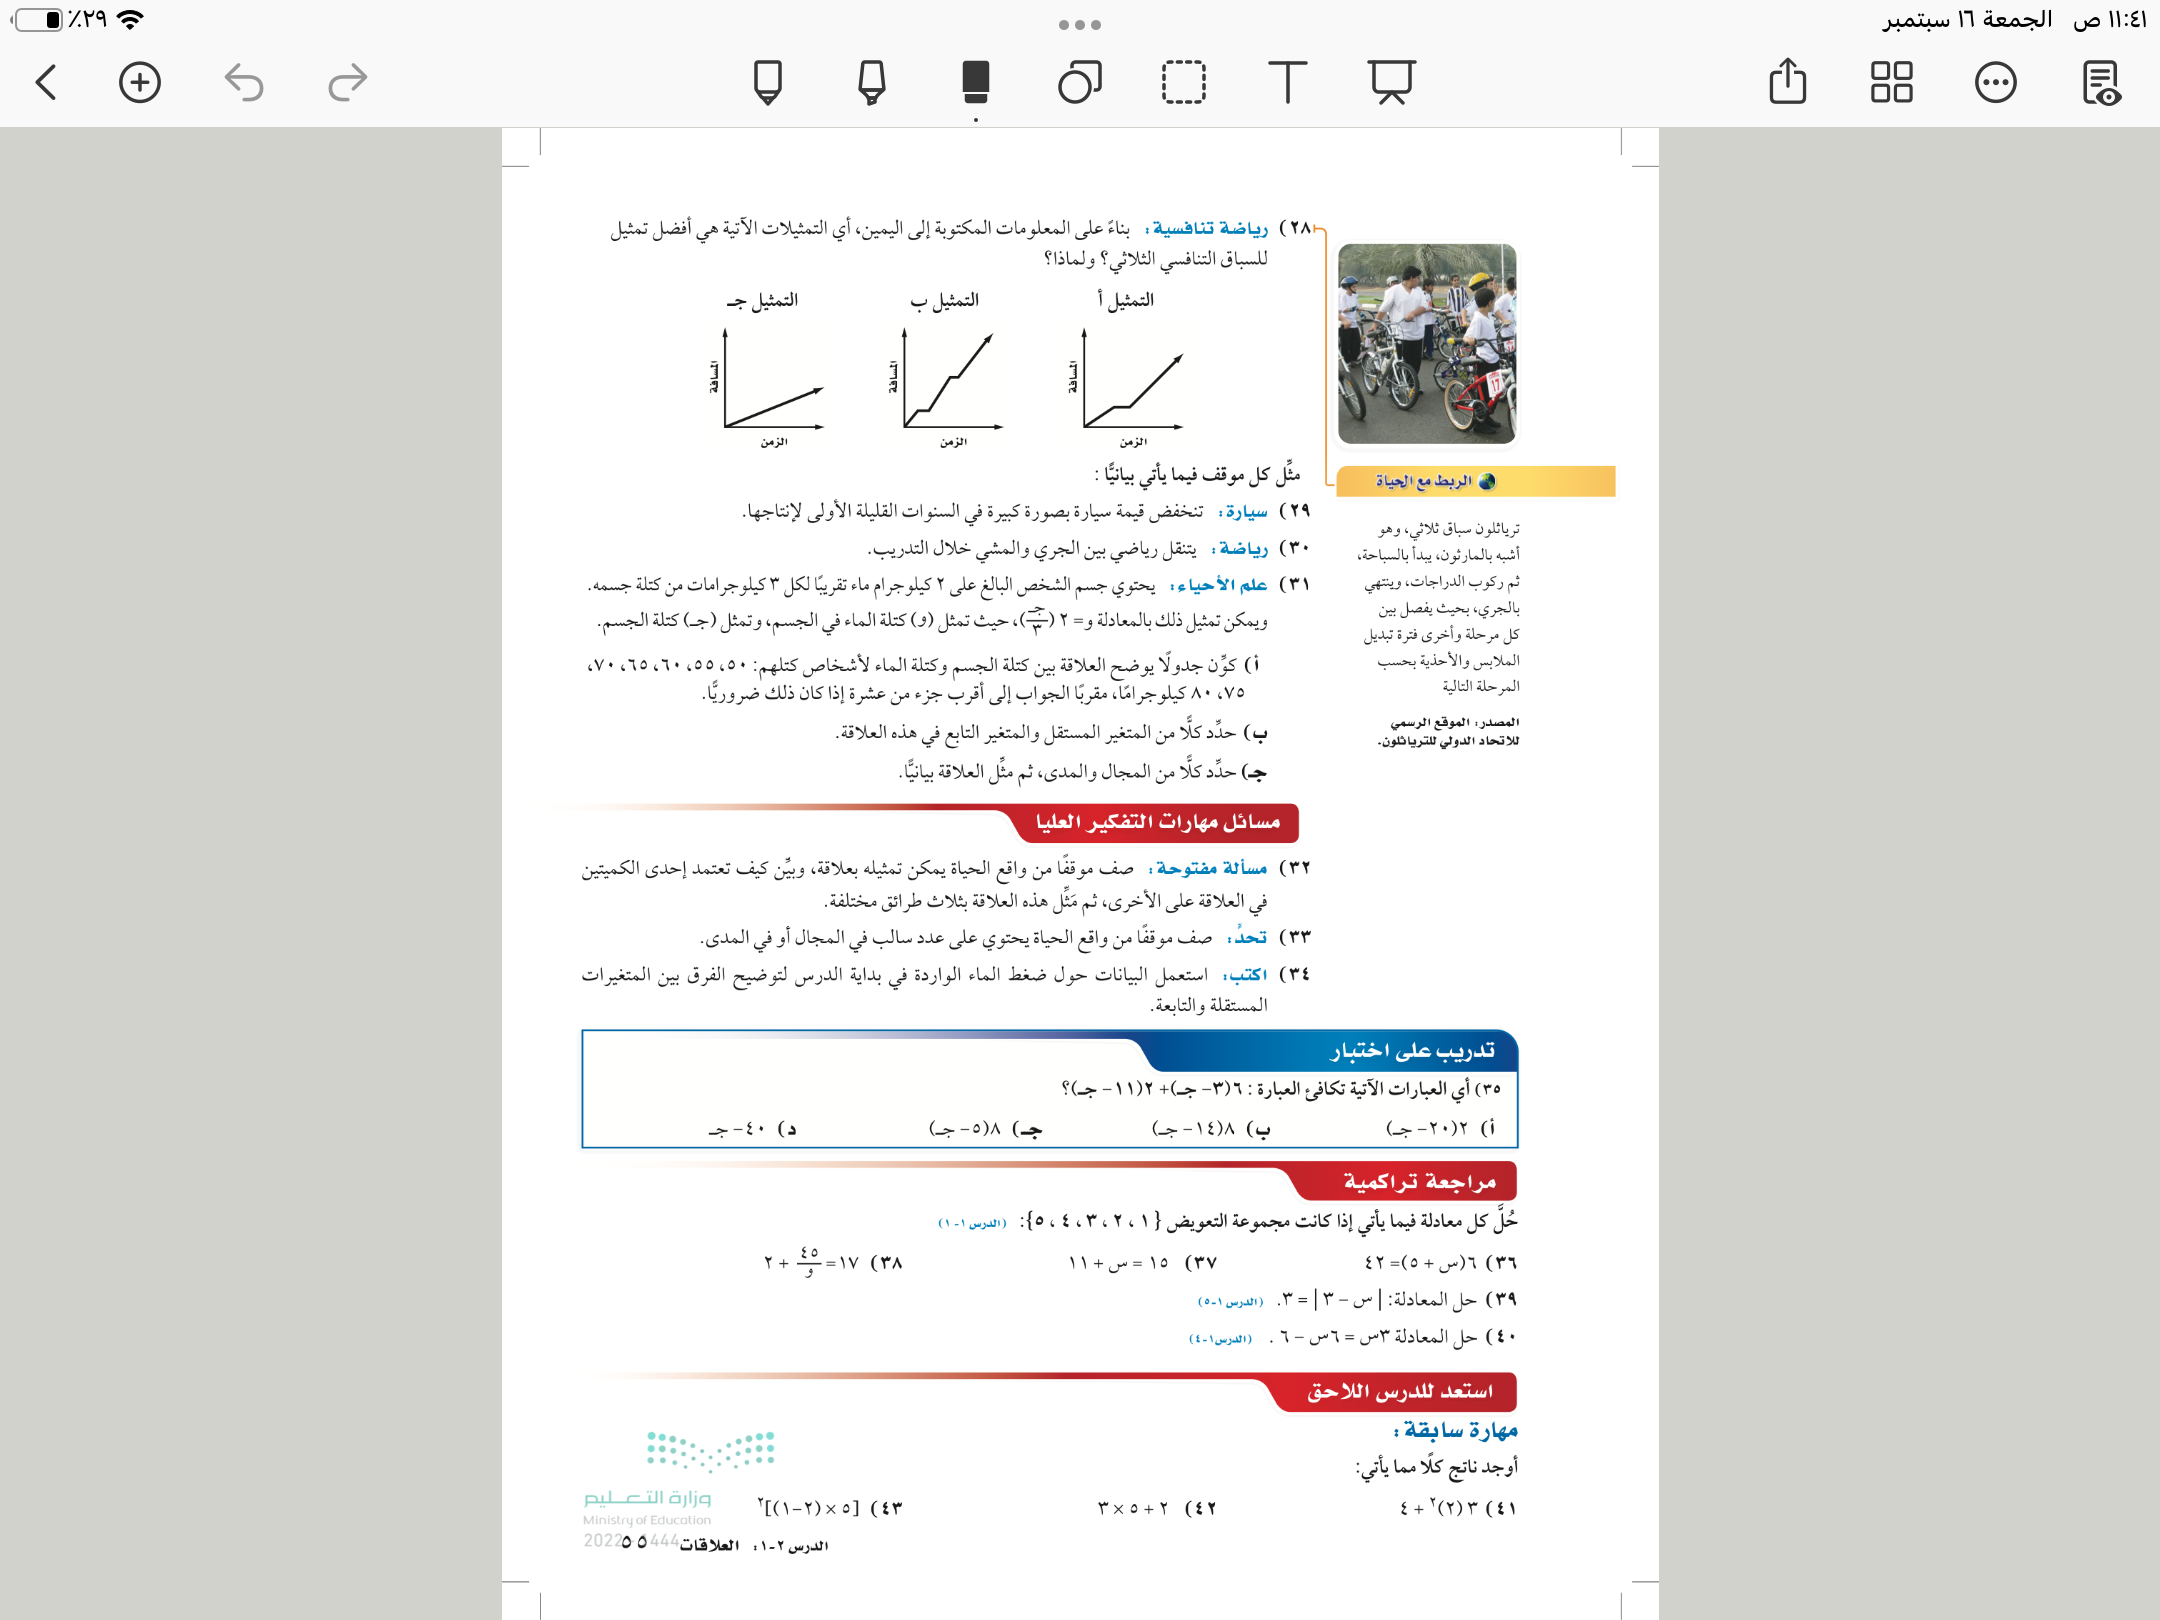 ١١:٤١ ص الجمعة ١٦ سبتمبر
٪٢٩
٢٨) رياضة تنافسية: بناءً على المعلومات المكتوبة إلى اليمين، أي التمثيلات الآتية هي أفضل تمثيل
للسباق التنافسي الثلاثي؟ ولماذا؟
التمثيل أ التمثيل ب التمثيل جـ
المسافة المسافة المسافة
الزمن الزمن الزمن
الربط مع الحياة
ترياثلون سباق ثلاثي، وهو
أشبه بالمارثون، يبدأ بالسباحة،
ثم ركوب الدراجات، وينتهي
بالجري، بحيث يفصل بين
كل مرحلة وأخرى فترة تبديل
الملابس والأحذية بحسب
المرحلة التالية
المصدر: الموقع الرسمي
للاتحاد الدولي للترياثلون.
مثِّل كل موقف فيما يأتي بيانيًّا :
٢٩) سيارة: تنخفض قيمة سيارة بصورة كبيرة في السنوات القليلة الأولى لإنتاجها.
٣٠) رياضة: يتنقل رياضي بين الجري والمشي خلال التدريب.
٣١) علم الأحياء: يحتوي جسم الشخص البالغ على ٢ كيلوجرام ماء تقريبًا لكل ٣ كيلوجرامات من كتلة جسمه.
ويمكن تمثيل ذلك بالمعادلة و= ٢ (جـ/٣)، حيث تمثل (و) كتلة الماء في الجسم، وتمثل (جـ) كتلة الجسم.
أ) كوِّن جدولًا يوضح العلاقة بين كتلة الجسم وكتلة الماء لأشخاص كتلهم: ٥٠، ٥٥، ٦٠، ٦٥، ٧٠،
٧٥، ٨٠ كيلوجرامًا، مقربًا الجواب إلى أقرب جزء من عشرة إذا كان ذلك ضروريًّا.
ب) حدِّد كلًّا من المتغير المستقل والمتغير التابع في هذه العلاقة.
جـ) حدِّد كلًّا من المجال والمدى، ثم مثِّل العلاقة بيانيًّا.
مسائل مهارات التفكير العليا
٣٢) مسألة مفتوحة: صف موقفًا من واقع الحياة يمكن تمثيله بعلاقة، وبيِّن كيف تعتمد إحدى الكميتين
في العلاقة على الأخرى، ثم مَثِّل هذه العلاقة بثلاث طرائق مختلفة.
٣٣) تحدٍّ: صف موقفًا من واقع الحياة يحتوي على عدد سالب في المجال أو في المدى.
٣٤) اكتب: استعمل البيانات حول ضغط الماء الواردة في بداية الدرس لتوضيح الفرق بين المتغيرات
المستقلة والتابعة.
تدريب على اختبار
٣٥) أي العبارات الآتية تكافئ العبارة : ٦(٣− جـ)+ ٢(١١− جـ)؟
أ) ٢(٢٠− جـ) ب) ٨(١٤− جـ) جـ) ٨(٥− جـ) د) ٤٠− جـ
مراجعة تراكمية
حُلَّ كل معادلة فيما يأتي إذا كانت مجموعة التعويض {١ ، ٢ ، ٣ ، ٤ ، ٥}: (الدرس ١-١)
٣٦) ٦(س + ٥)= ٤٢ ٣٧) ١٥ = س + ١١ ٣٨) ١٧= ٤٥/و + ٢
٣٩) حل المعادلة: | س − ٣ | = ٣. (الدرس ١-٥)
٤٠) حل المعادلة ٣س = ٦س − ٦ . (الدرس١-٤)
استعد للدرس اللاحق
مهارة سابقة :
أوجد ناتج كلًا مما يأتي:
٤١) ٣ (٢)² + ٤ ٤٢) ٢ + ٥ × ٣ ٤٣) [٥ × (٢−١)]²
وزارة التعليم
Ministry of Education
2022 - 1444
الدرس ٢-١: العلاقات ٥٥